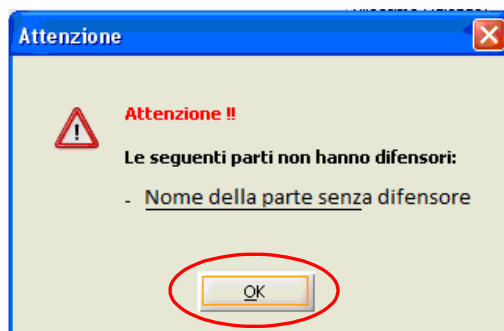 Attenzione
Attenzione !!
Le seguenti parti non hanno difensori:
- Nome della parte senza difensore
OK